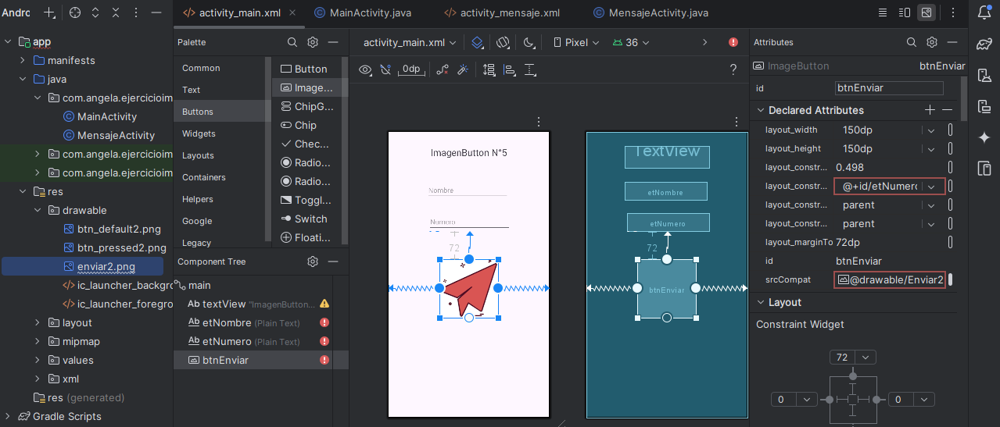 Andrc
activity_main.xml
MainActivity.java
activity_mensaje.xml
MensajeActivity.java
app
manifests
java
com.angela.ejercicioim
MainActivity
MensajeActivity
com.angela.ejercicioim
com.angela.ejercicioim
res
drawable
btn_default2.png
btn_pressed2.png
enviar2.png
ic_launcher_backgro
ic_launcher_foregro
layout
mipmap
values
xml
res (generated)
Gradle Scripts
Palette
Common
Text
Buttons
Widgets
Layouts
Containers
Helpers
Google
Legacy
Button
Image...
ChipG...
Chip
Chec...
Radio...
Radio...
Toggl...
Switch
Floati...
Component Tree
main
Ab textView "ImagenButton...
Ab etNombre (Plain Text)
Ab etNumero (Plain Text)
btnEnviar
activity_main.xml
Pixel
36
0dp
?
ImagenButton N°5
Nombre
Numero
72
TextView
etNombre
etNumero
72
btnEnviar
Attributes
ImageButton btnEnviar
id btnEnviar
Declared Attributes
layout_width 150dp
layout_height 150dp
layout_constr... 0.498
layout_constr... @+id/etNumerc
layout_constr... parent
layout_constr... parent
layout_marginTo 72dp
id btnEnviar
srcCompat @drawable/Enviar2
Layout
Constraint Widget
72
0
0